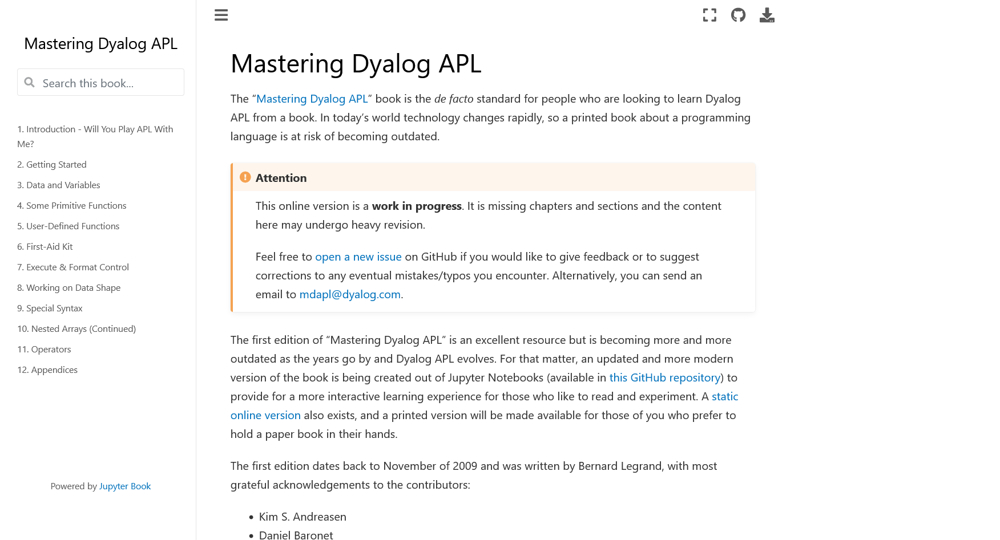 Mastering Dyalog APL
Search this book...
1. Introduction - Will You Play APL With
Me?
2. Getting Started
3. Data and Variables
4. Some Primitive Functions
5. User-Defined Functions
6. First-Aid Kit
7. Execute & Format Control
8. Working on Data Shape
9. Special Syntax
10. Nested Arrays (Continued)
11. Operators
12. Appendices
Powered by Jupyter Book
Mastering Dyalog APL
The “Mastering Dyalog APL” book is the de facto standard for people who are looking to learn Dyalog
APL from a book. In today’s world technology changes rapidly, so a printed book about a programming
language is at risk of becoming outdated.
Attention
This online version is a work in progress. It is missing chapters and sections and the content
here may undergo heavy revision.
Feel free to open a new issue on GitHub if you would like to give feedback or to suggest
corrections to any eventual mistakes/typos you encounter. Alternatively, you can send an
email to mdapl@dyalog.com.
The first edition of “Mastering Dyalog APL” is an excellent resource but is becoming more and more
outdated as the years go by and Dyalog APL evolves. For that matter, an updated and more modern
version of the book is being created out of Jupyter Notebooks (available in this GitHub repository) to
provide for a more interactive learning experience for those who like to read and experiment. A static
online version also exists, and a printed version will be made available for those of you who prefer to
hold a paper book in their hands.
The first edition dates back to November of 2009 and was written by Bernard Legrand, with most
grateful acknowledgements to the contributors:
• Kim S. Andreasen
• Daniel Baronet